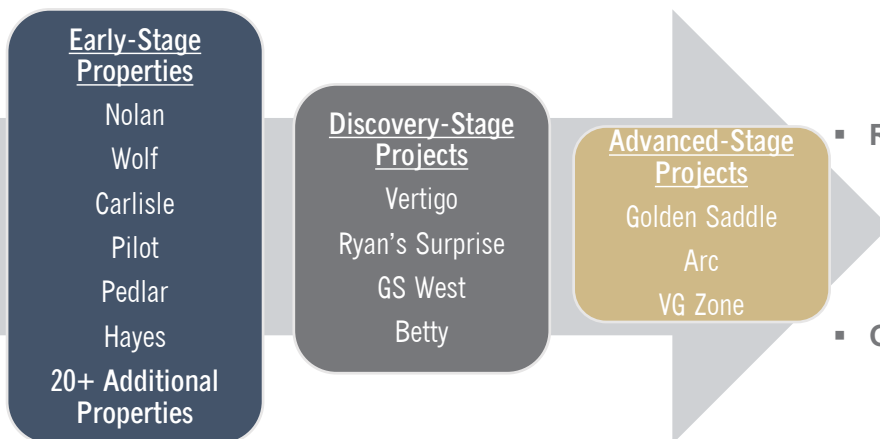 Early-Stage
Properties
Nolan
Wolf
Carlisle
Pilot
Pedlar
Hayes
20+ Additional
Properties
Discovery-Stage
Projects
Vertigo
Ryan’s Surprise
GS West
Betty
Advanced-Stage
Projects
Golden Saddle
Arc
VG Zone